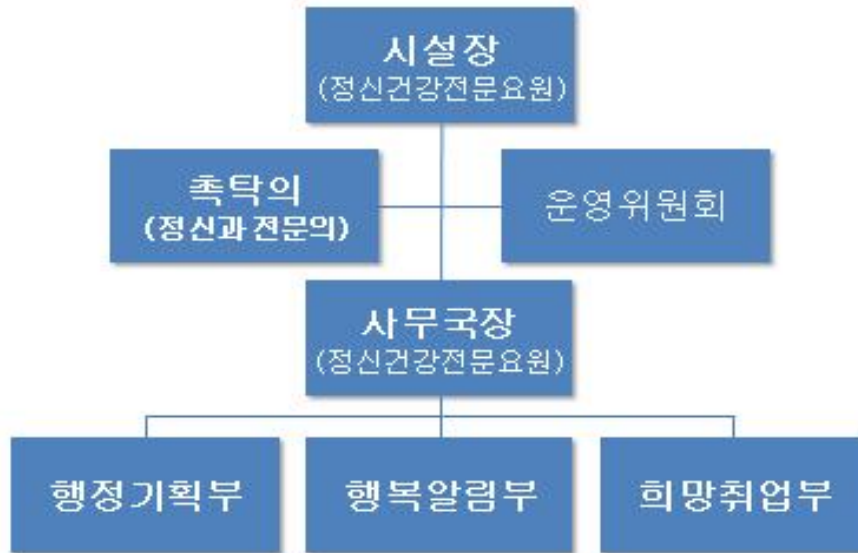 시설장
(정신건강전문요원)
촉탁의
(정신과 전문의)
운영위원회
사무국장
(정신건강전문요원)
행정기획부
행복알림부
희망취업부